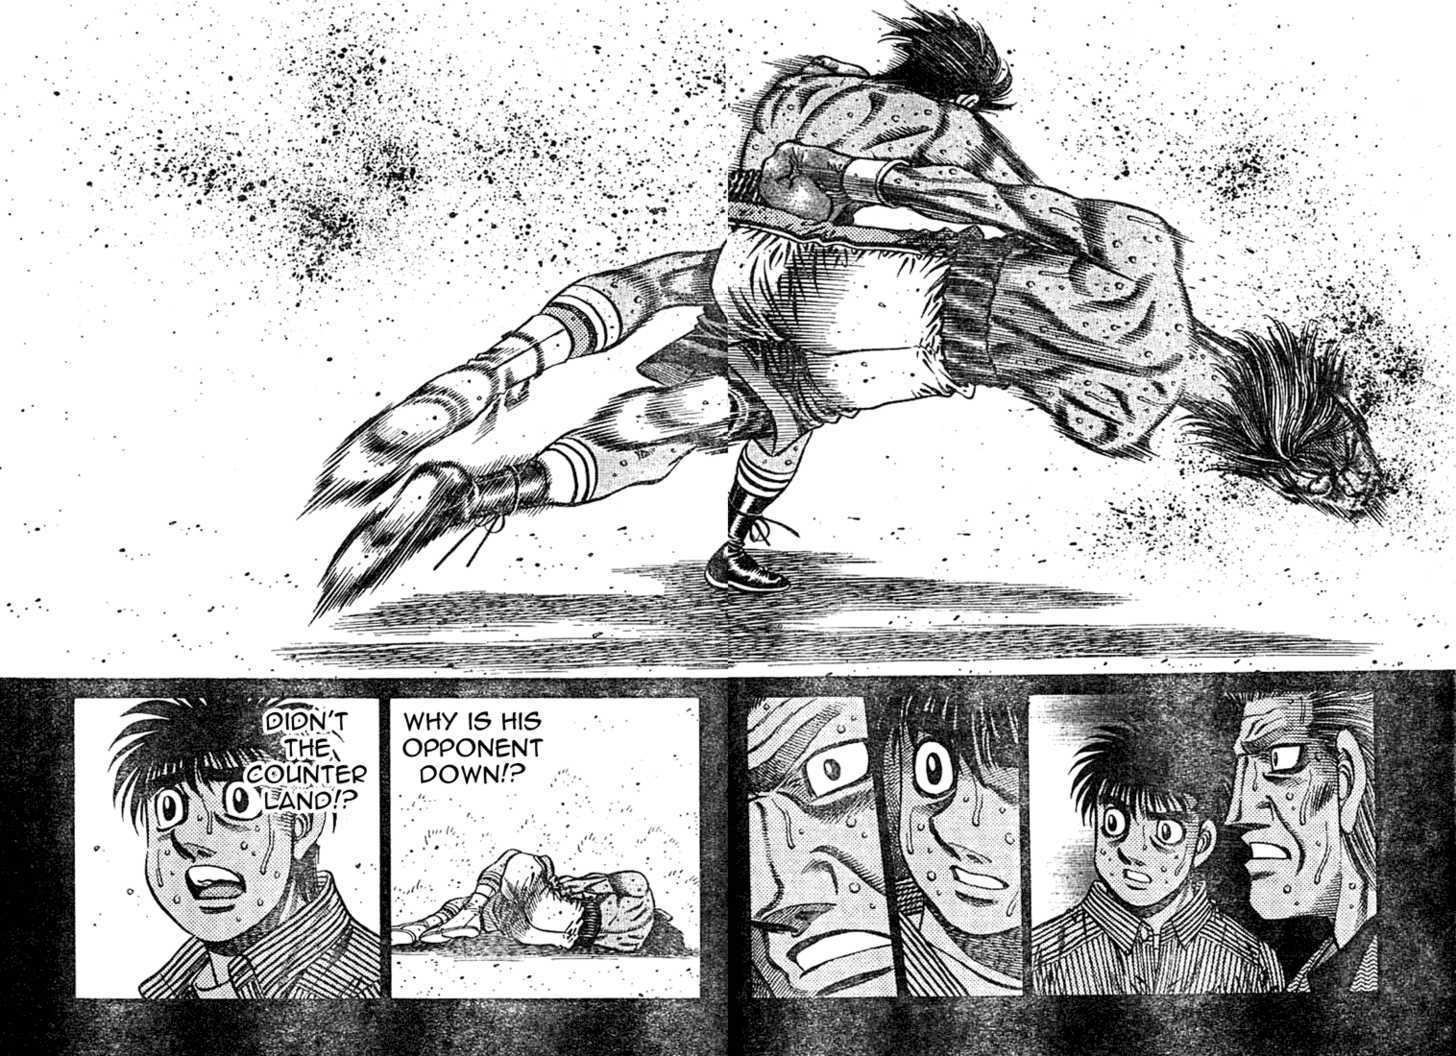 WHY IS HIS
OPPONENT
DOWN!?
DIDN'T
THE
COUNTER
LAND!?